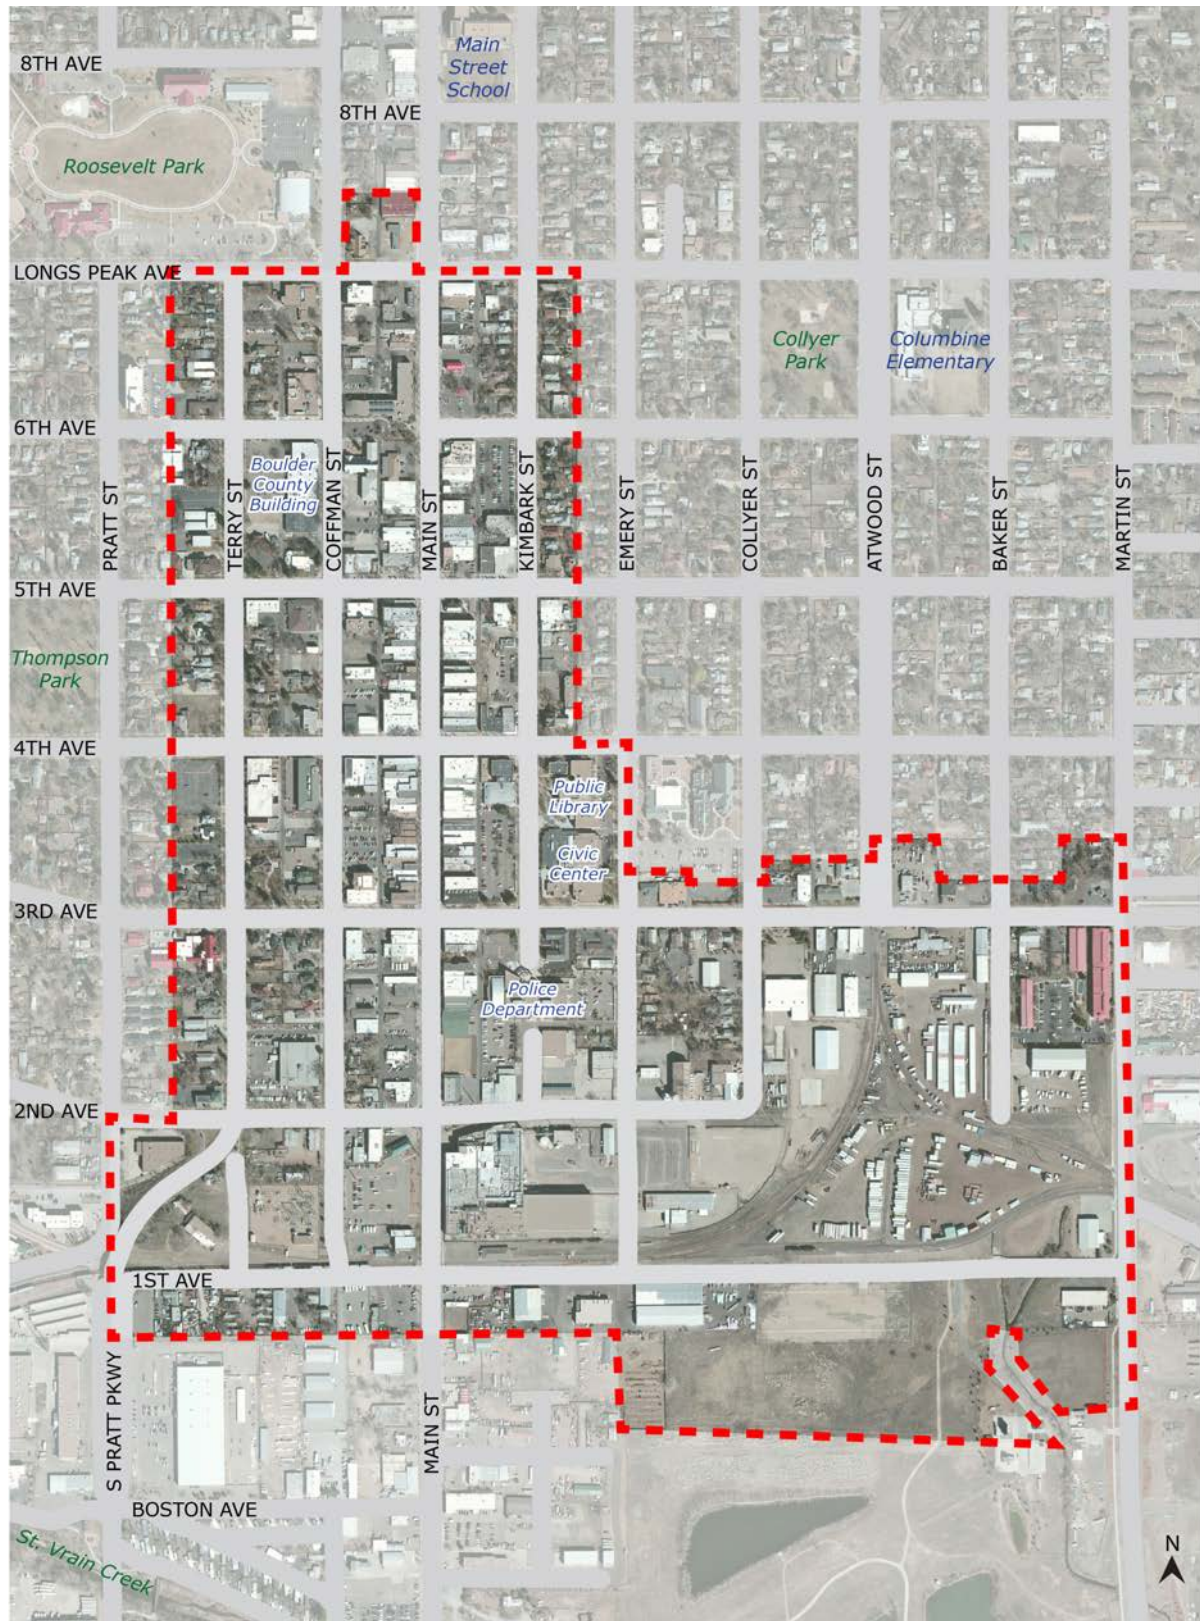 Main
Street
School
8TH AVE
8TH AVE
Roosevelt Park
LONGS PEAK AVE
Collyer
Park
Columbine
Elementary
6TH AVE
Boulder
County
Building
PRATT ST
TERRY ST
COFFMAN ST
MAIN ST
KIMBARK ST
EMERY ST
COLLYER ST
ATWOOD ST
BAKER ST
MARTIN ST
5TH AVE
Thompson
Park
4TH AVE
Public
Library
Civic
Center
3RD AVE
Police
Department
2ND AVE
1ST AVE
S PRATT PKWY
MAIN ST
BOSTON AVE
St. Vrain Creek
N